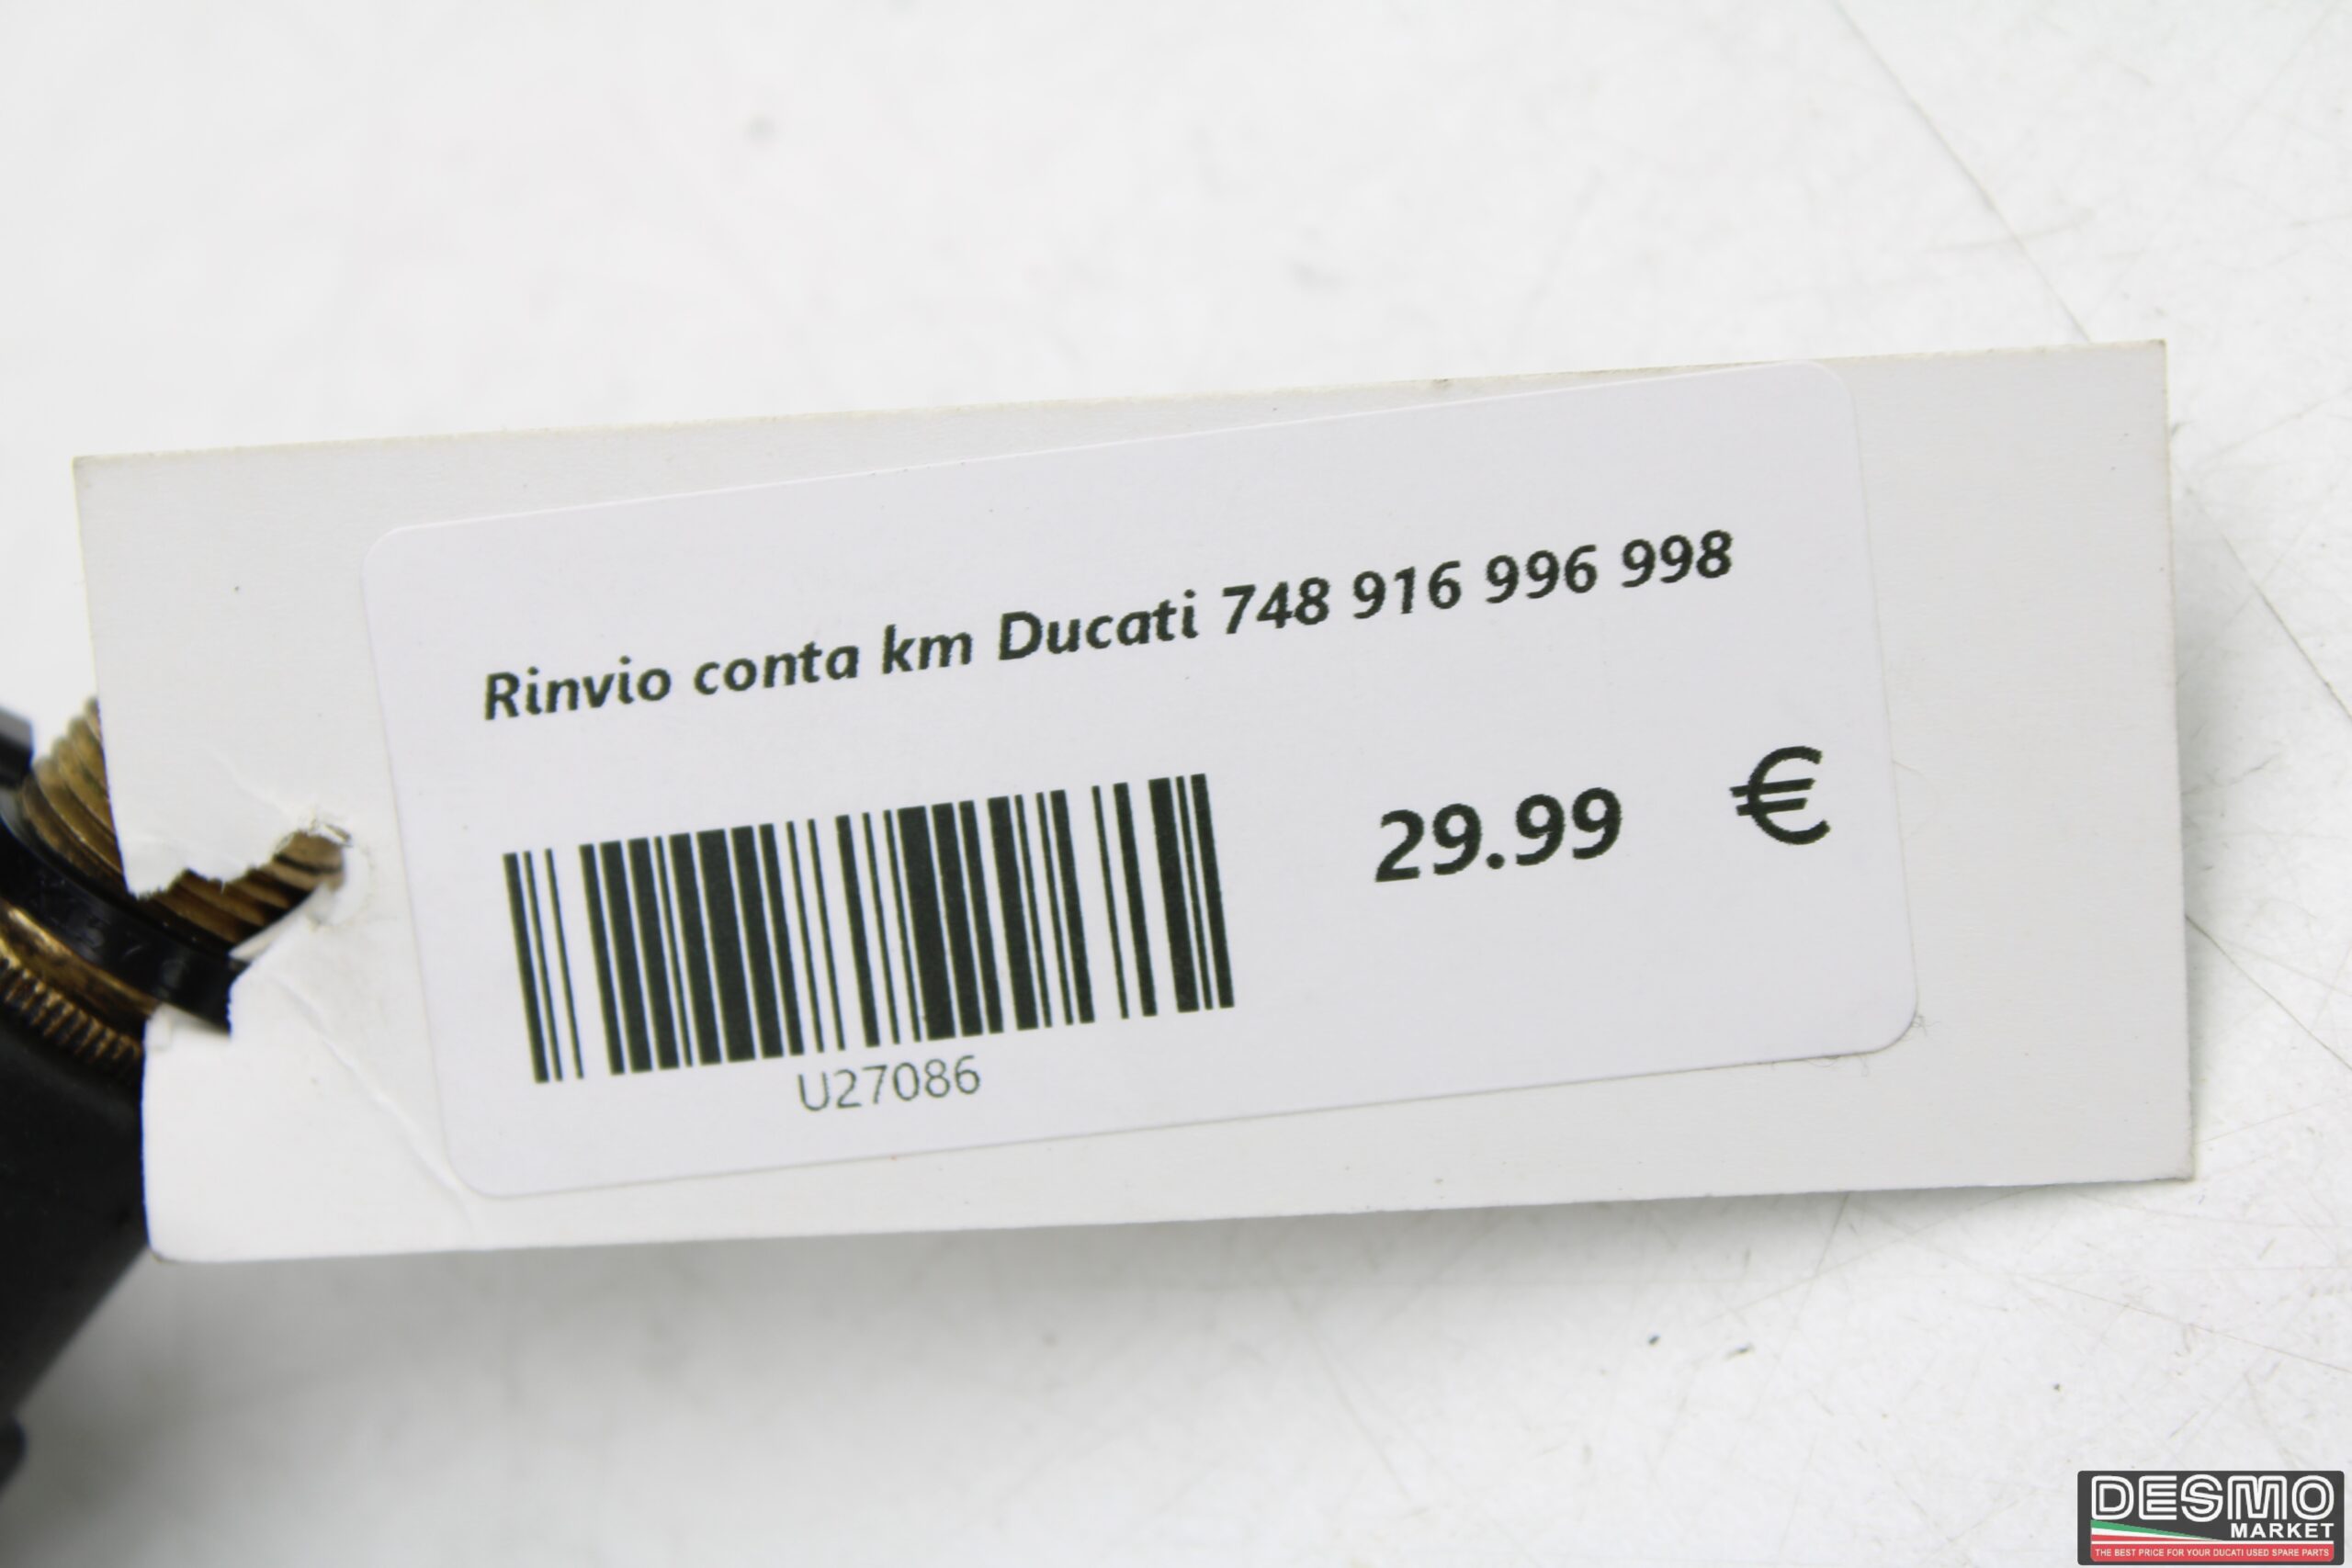 Rinvio conta km Ducati 748 916 996 998
29.99 €
U27086
DESMO
MARKET
THE BEST PRICE FOR YOUR DUCATI USED SPARE PARTS